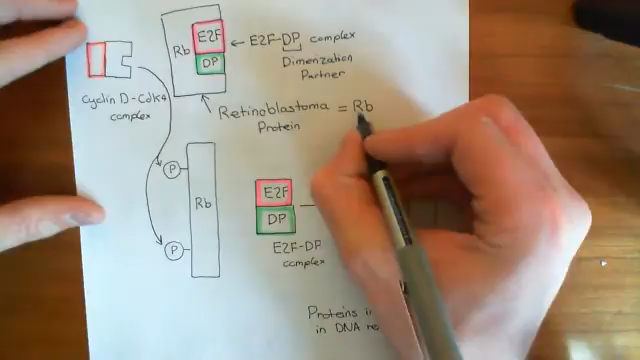 Rb
E2F
DP
← E2F-DP complex
Dimerization
Partner
Cyclin D-Cdk4
complex
Retinoblastoma = Rb
Protein
P
Rb
P
E2F
DP
E2F-DP
complex
Proteins
in DNA